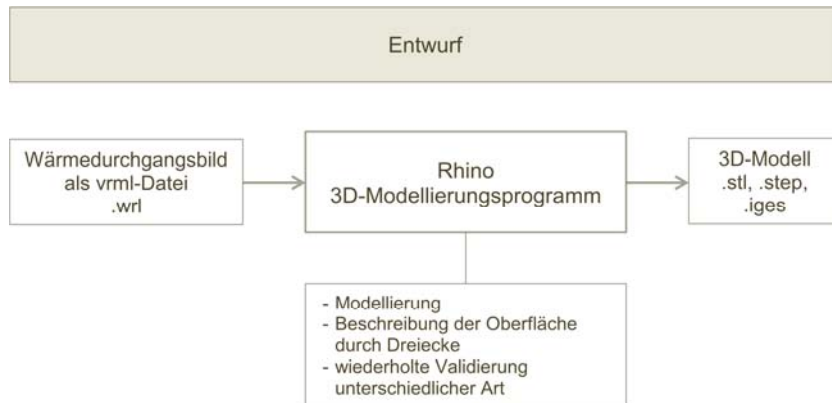 Entwurf
Wärmedurchgangsbild
als vrml-Datei
.wrl
Rhino
3D-Modellierungsprogramm
3D-Modell
.stl, .step,
.iges
- Modellierung
- Beschreibung der Oberfläche
durch Dreiecke
- wiederholte Validierung
unterschiedlicher Art